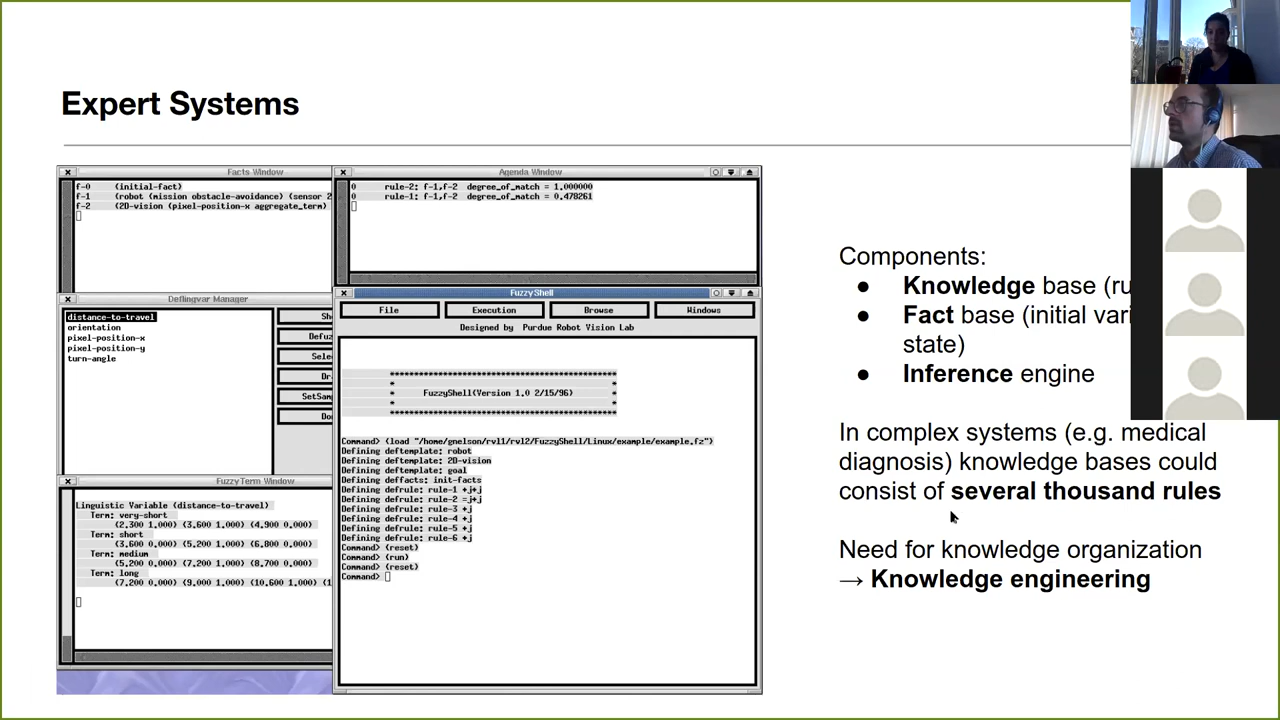 Expert Systems
Facts Window
f-0 (initial-fact)
f-1 (robot (mission obstacle-avoidance) (sensor 2
f-2 (2D-vision (pixel-position-x aggregate_term)
Agenda Window
0 rule-2: f-1,f-2 degree_of_match = 1.000000
0 rule-1: f-1,f-2 degree_of_match = 0.478261
Deflingvar Manager
distance-to-travel
orientation
pixel-position-x
pixel-position-y
turn-angle
Sh
Defuz
Sele
Dr
SetSam
Do
FuzzyTerm Window
Linguistic Variable (distance-to-travel)
Term: very-short
(2.300 1.000) (3.600 1.000) (4.900 0.000)
Term: short
(3.600 0.000) (5.200 1.000) (6.800 0.000)
Term: medium
(5.200 0.000) (7.200 1.000) (8.700 0.000)
Term: long
(7.200 0.000) (9.000 1.000) (10.600 1.000) (1
FuzzyShell
File Execution Browse Windows
Designed by Purdue Robot Vision Lab
*******************************************
* *
* FuzzyShell(Version 1.0 2/15/96) *
* *
*******************************************
Command> (load "/home/gnelson/rvl1/rvl2/FuzzyShell/Linux/example/example.fz")
Defining deftemplate: robot
Defining deftemplate: 2D-vision
Defining deftemplate: goal
Defining deffacts: init-facts
Defining defrule: rule-1 +j+j
Defining defrule: rule-2 =j+j
Defining defrule: rule-3 +j
Defining defrule: rule-4 +j
Defining defrule: rule-5 +j
Defining defrule: rule-6 +j
Command> (reset)
Command> (run)
Command> (reset)
Command>
Components:
● Knowledge base (ru
● Fact base (initial vari
state)
● Inference engine
In complex systems (e.g. medical
diagnosis) knowledge bases could
consist of several thousand rules
Need for knowledge organization
→ Knowledge engineering